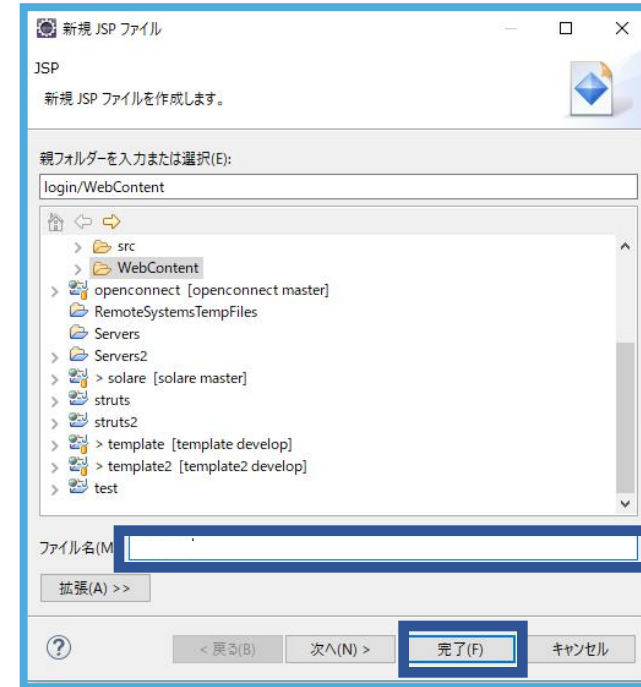 新規 JSP ファイル
JSP
新規 JSP ファイルを作成します。
親フォルダーを入力または選択(E):
login/WebContent
src
WebContent
openconnect [openconnect master]
RemoteSystemsTempFiles
Servers
Servers2
> solare [solare master]
struts
struts2
> template [template develop]
> template2 [template2 develop]
test
ファイル名(M
拡張(A) >>
< 戻る(B) 次へ(N) > 完了(F) キャンセル